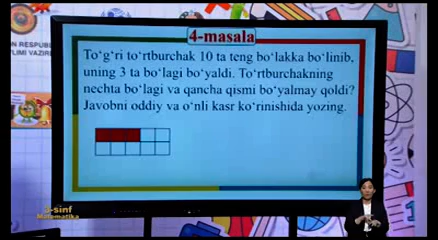 4-masala
To‘g‘ri to‘rtburchak 10 ta teng bo‘lakka bo‘linib,
uning 3 ta bo‘lagi bo‘yaldi. To‘rtburchakning
nechta bo‘lagi va qancha qismi bo‘yalmay qoldi?
Javobni oddiy va o‘nli kasr ko‘rinishida yozing.
5-sinf
Matematika